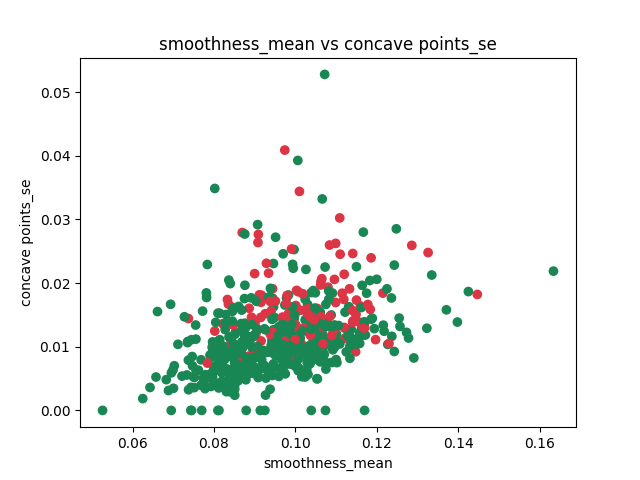 smoothness_mean vs concave points_se
concave points_se
0.05
0.04
0.03
0.02
0.01
0.00
0.06 0.08 0.10 0.12 0.14 0.16
smoothness_mean